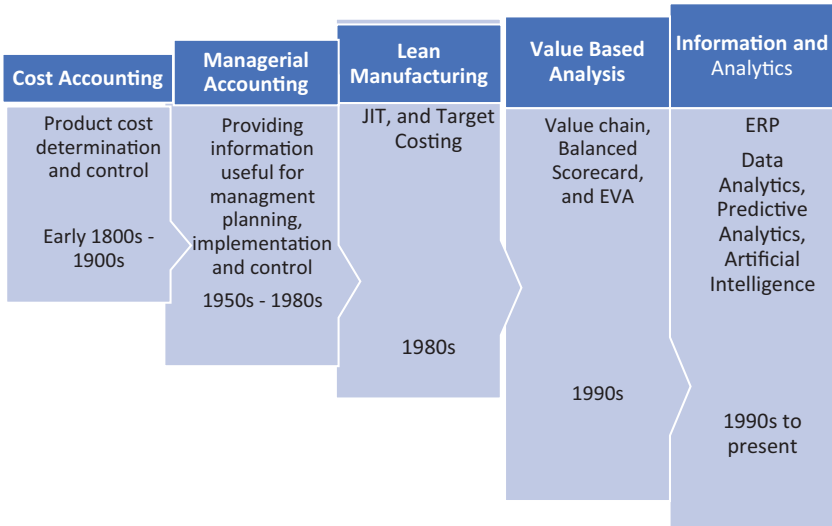 Cost Accounting
Product cost
determination
and control
Early 1800s -
1900s
Managerial
Accounting
Providing
information
useful for
managment
planning,
implementation
and control
1950s - 1980s
Lean
Manufacturing
JIT, and Target
Costing
1980s
Value Based
Analysis
Value chain,
Balanced
Scorecard,
and EVA
1990s
Information and
Analytics
ERP
Data
Analytics,
Predictive
Analytics,
Artificial
Intelligence
1990s to
present